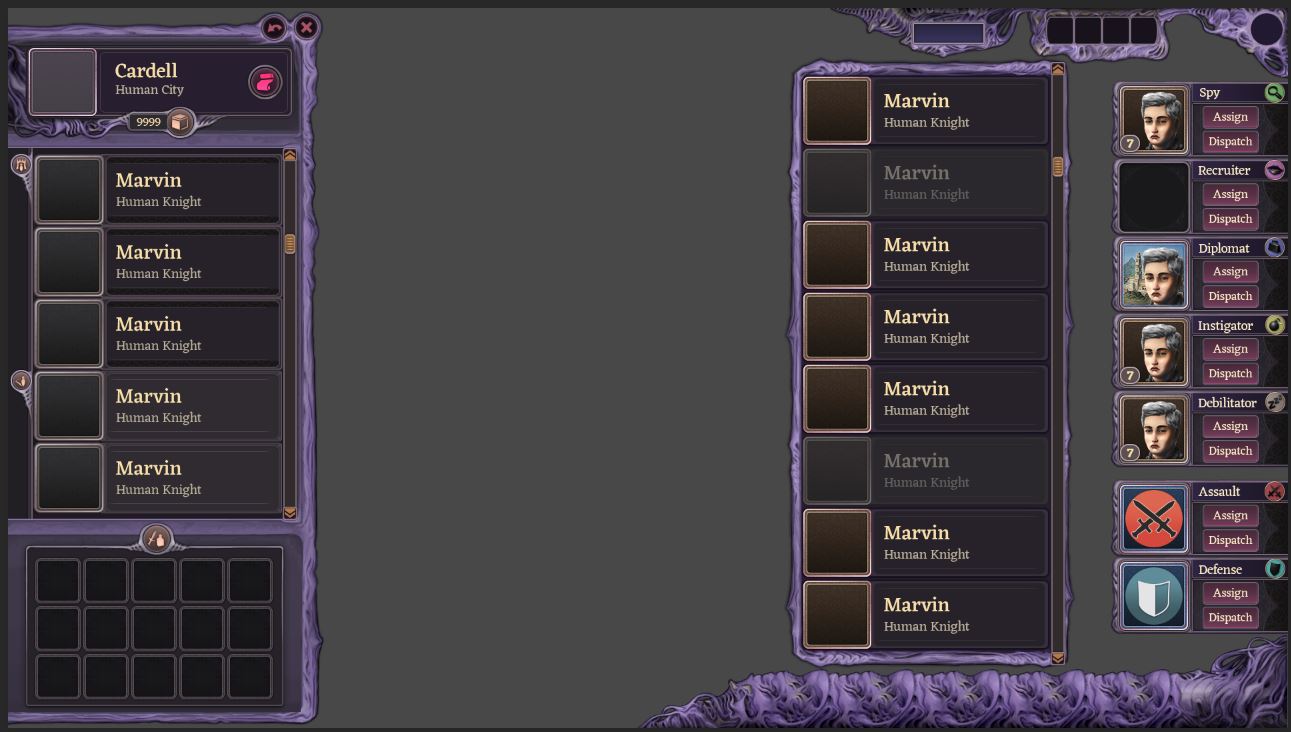 Cardell
Human City
9999
Marvin
Human Knight
Marvin
Human Knight
Marvin
Human Knight
Marvin
Human Knight
Marvin
Human Knight
Marvin
Human Knight
Marvin
Human Knight
Marvin
Human Knight
Marvin
Human Knight
Marvin
Human Knight
Marvin
Human Knight
Marvin
Human Knight
Marvin
Human Knight
Spy
Assign
7
Dispatch
Recruiter
Assign
Dispatch
Diplomat
Assign
Dispatch
Instigator
Assign
7
Dispatch
Debilitator
Assign
7
Dispatch
Assault
Assign
Dispatch
Defense
Assign
Dispatch